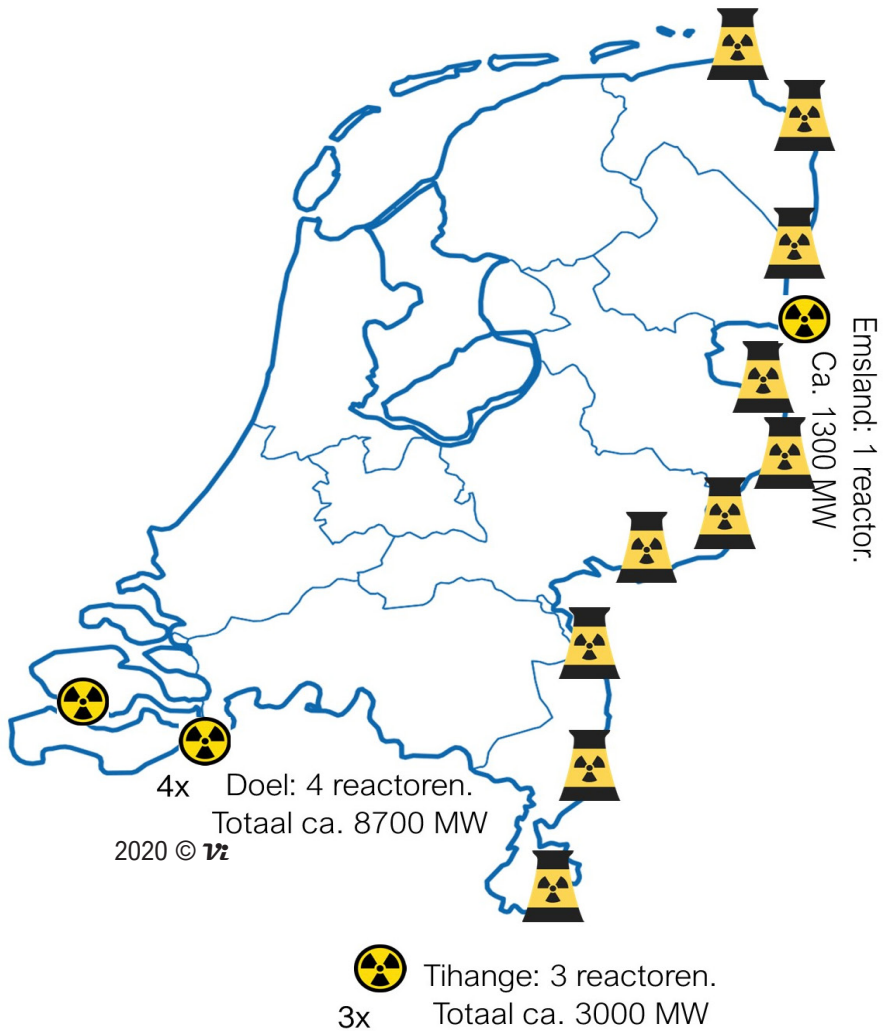 Emsland: 1 reactor.
Ca. 1300 MW
4x Doel: 4 reactoren.
Totaal ca. 8700 MW
2020 © Vi
Tihange: 3 reactoren.
3x Totaal ca. 3000 MW